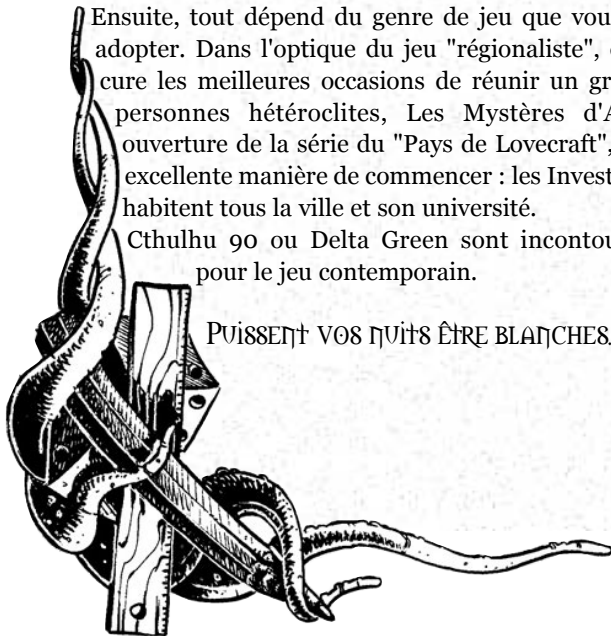 Ensuite, tout dépend du genre de jeu que vou
adopter. Dans l'optique du jeu "régionaliste",
cure les meilleures occasions de réunir un gr
personnes hétéroclites, Les Mystères d'A
ouverture de la série du "Pays de Lovecraft",
excellente manière de commencer : les Invest
habitent tous la ville et son université.
Cthulhu 90 ou Delta Green sont incontou
pour le jeu contemporain.
Puissent vos nuits être blanches.